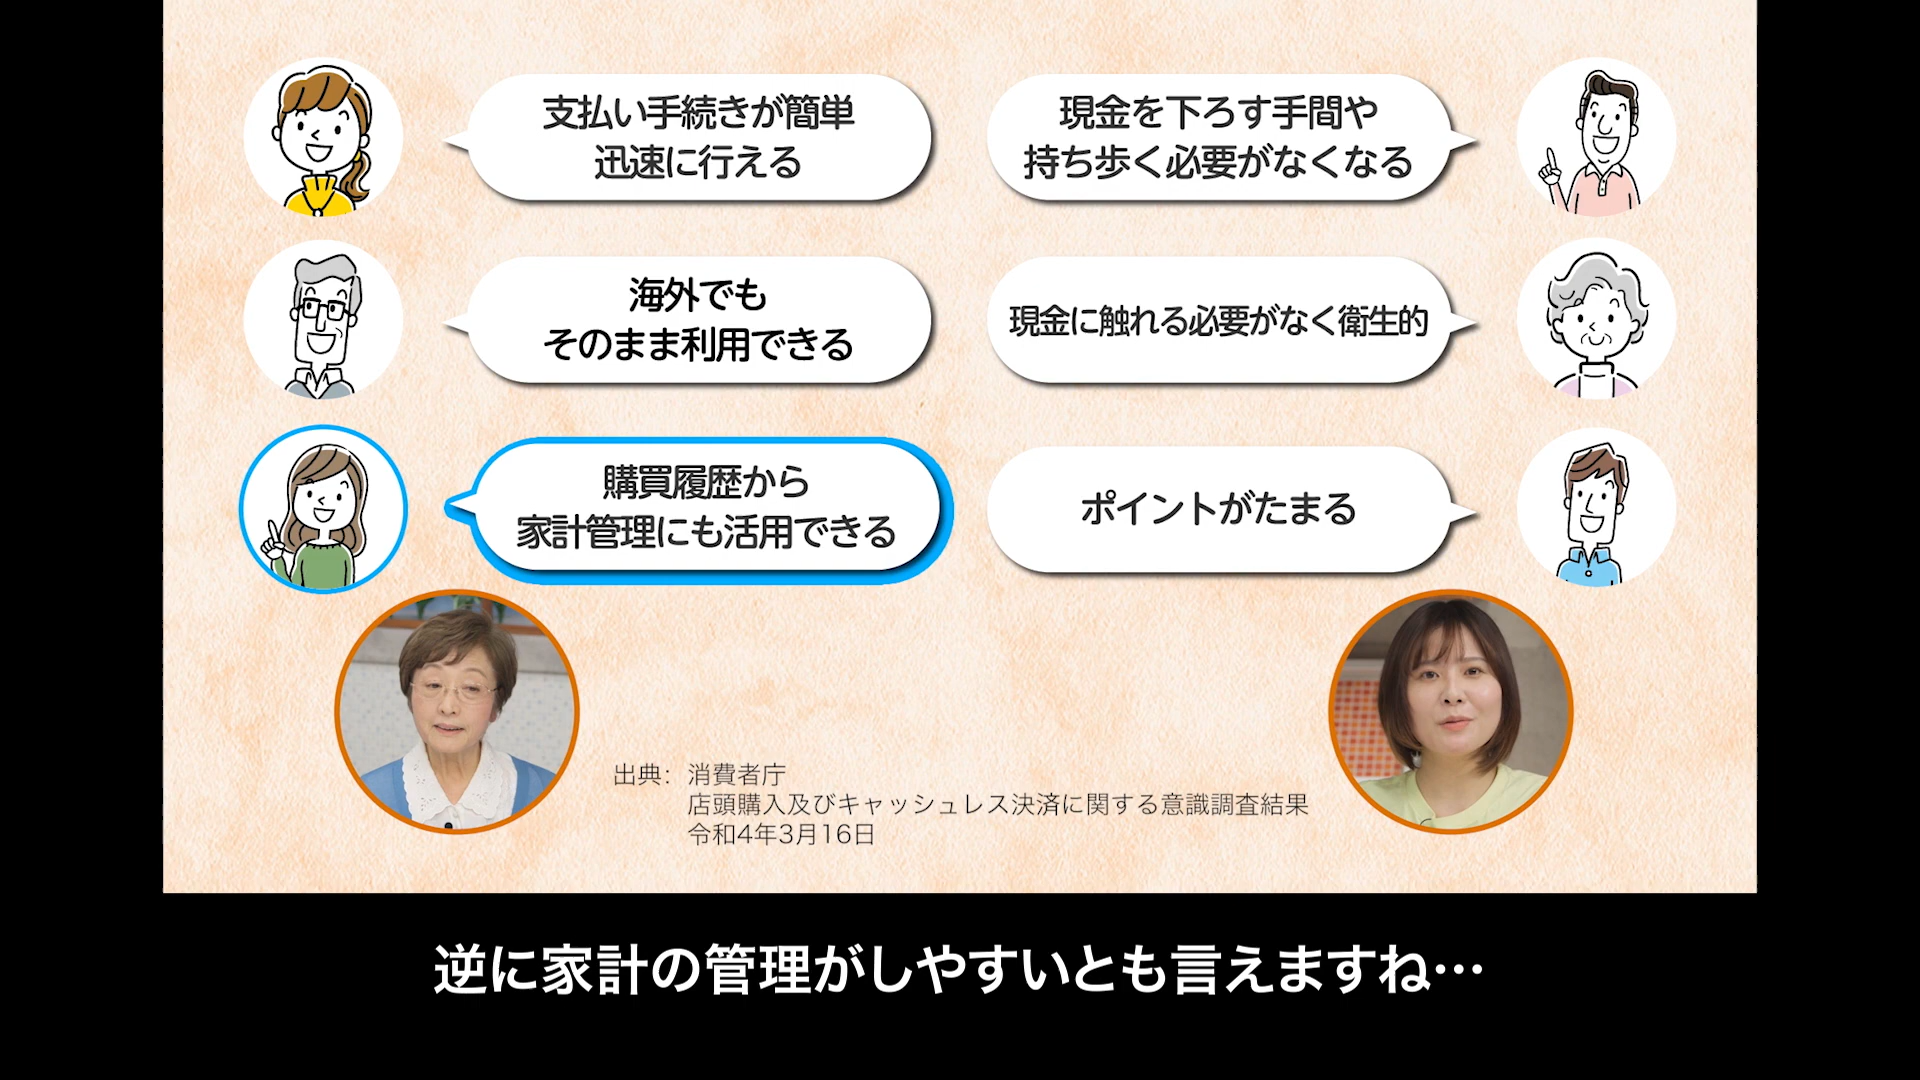 支払い手続きが簡単
迅速に行える
現金を下ろす手間や
持ち歩く必要がなくなる
海外でも
そのまま利用できる
現金に触れる必要がなく衛生的
購買履歴から
家計管理にも活用できる
ポイントがたまる
出典：消費者庁
店頭購入及びキャッシュレス決済に関する意識調査結果
令和4年3月16日
逆に家計の管理がしやすいとも言えますね…